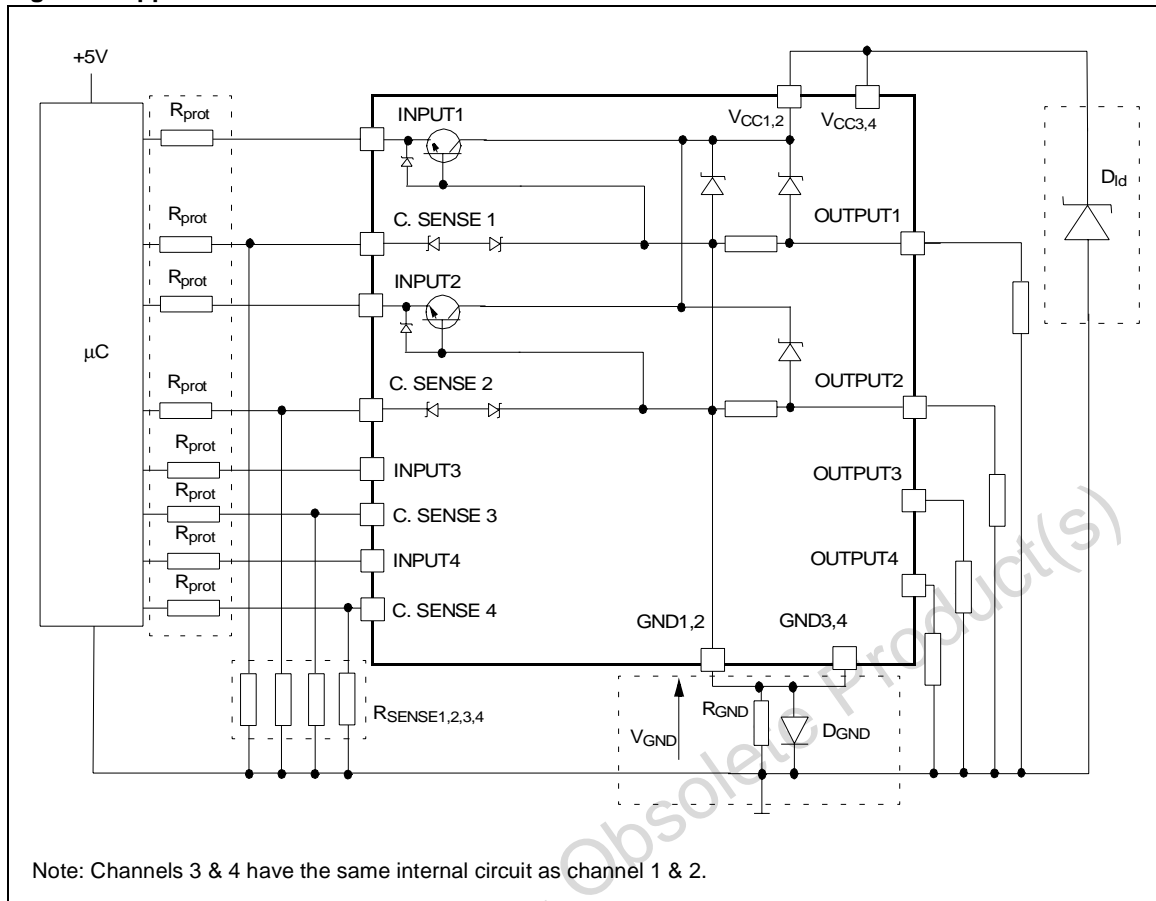 +5V
μC
Rprot
Rprot
Rprot
Rprot
Rprot
Rprot
Rprot
Rprot
INPUT1
C. SENSE 1
INPUT2
C. SENSE 2
INPUT3
C. SENSE 3
INPUT4
C. SENSE 4
VCC1,2
VCC3,4
OUTPUT1
OUTPUT2
OUTPUT3
OUTPUT4
Dld
GND1,2
GND3,4
RSENSE1,2,3,4
VGND
RGND
DGND
Obsolete Product(s)
Note: Channels 3 & 4 have the same internal circuit as channel 1 & 2.